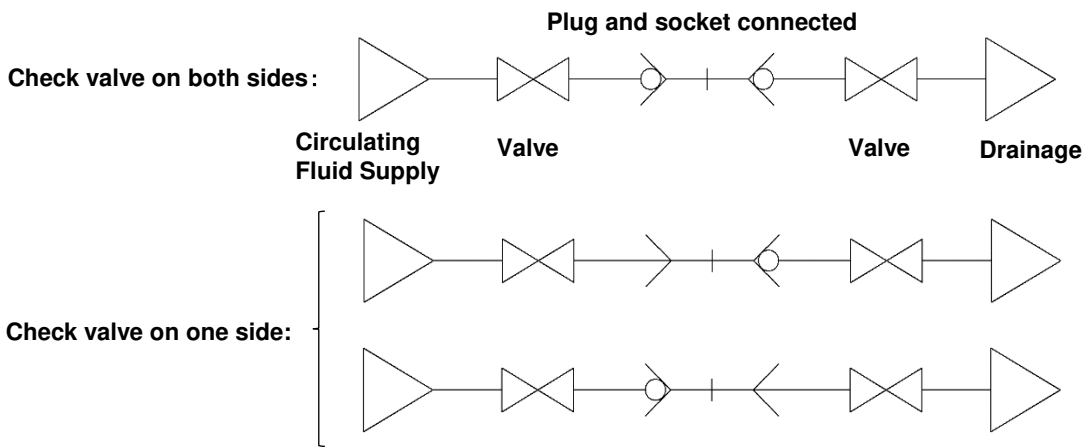 Plug and socket connected
Check valve on both sides:
Circulating
Fluid Supply
Valve
Valve
Drainage
Check valve on one side: